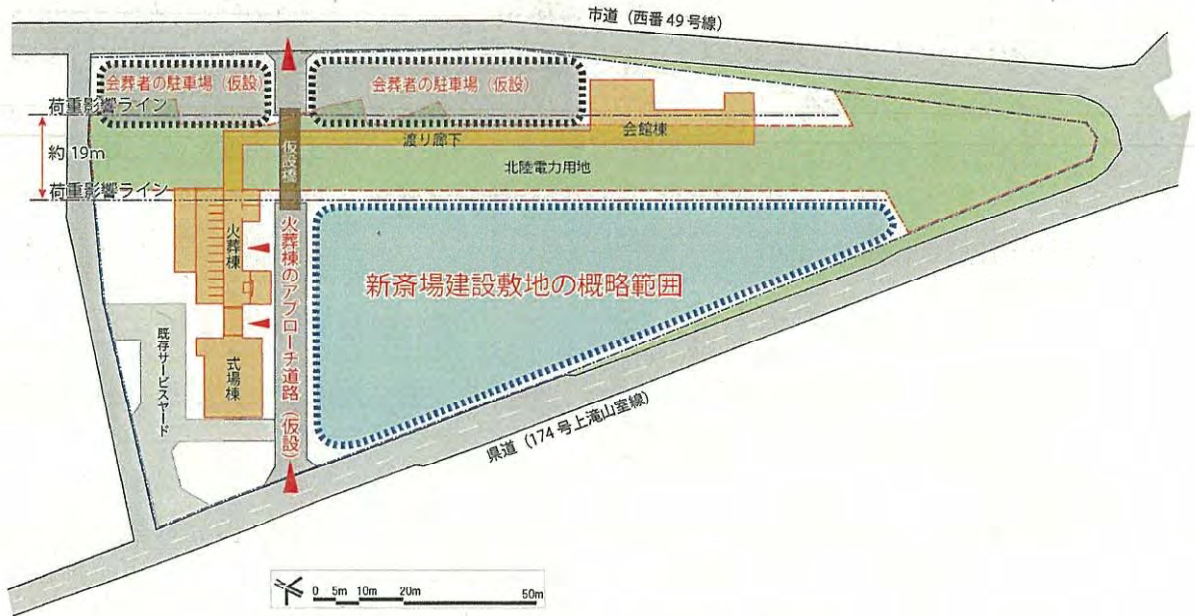 市道（西番49号線）
会葬者の駐車場（仮設）
会葬者の駐車場（仮設）
荷重影響ライン
約19m
荷重影響ライン
仮設橋
渡り廊下
会館棟
北陸電力用地
火葬棟
火葬棟のアプローチ道路（仮設）
新斎場建設敷地の概略範囲
既存サービスヤード
式場棟
県道（174号上滝山室線）
0 5m 10m 20m 50m